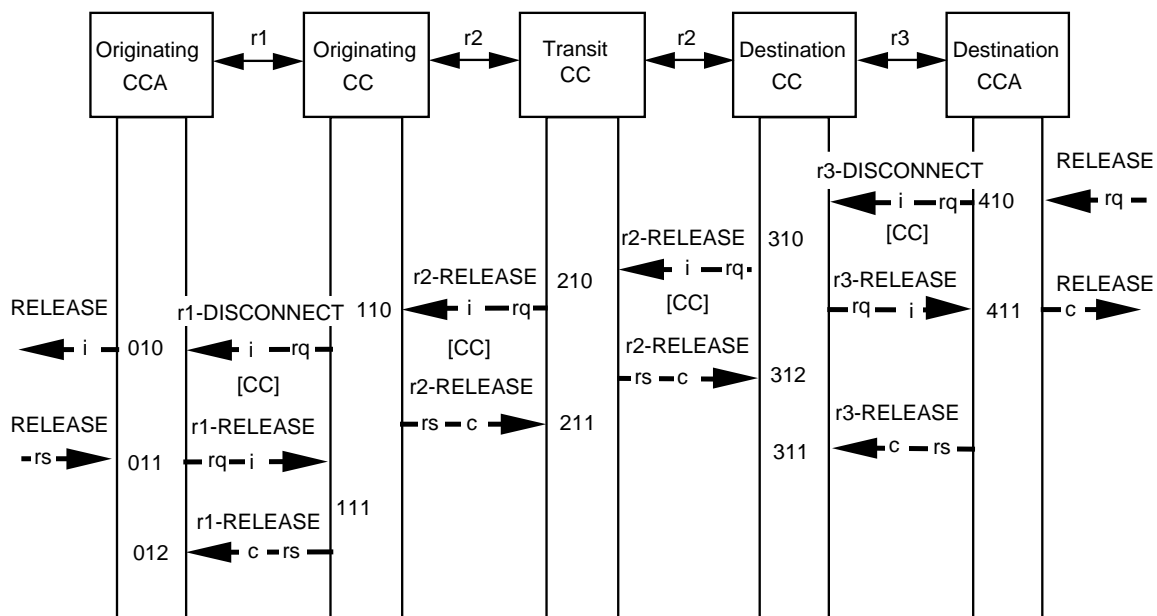 Originating
CCA
r1
Originating
CC
r2
Transit
CC
r2
Destination
CC
r3
Destination
CCA
r3-DISCONNECT
i rq
[CC]
410
RELEASE
rq
r2-RELEASE
i rq
[CC]
310
r2-RELEASE
i rq
[CC]
210
r3-RELEASE
rq i
411
RELEASE
c
RELEASE
i
010
r1-DISCONNECT
i rq
[CC]
110
r2-RELEASE
rs c
312
r2-RELEASE
rs c
211
r3-RELEASE
c rs
311
RELEASE
rs
011
r1-RELEASE
rq i
111
r1-RELEASE
c rs
012